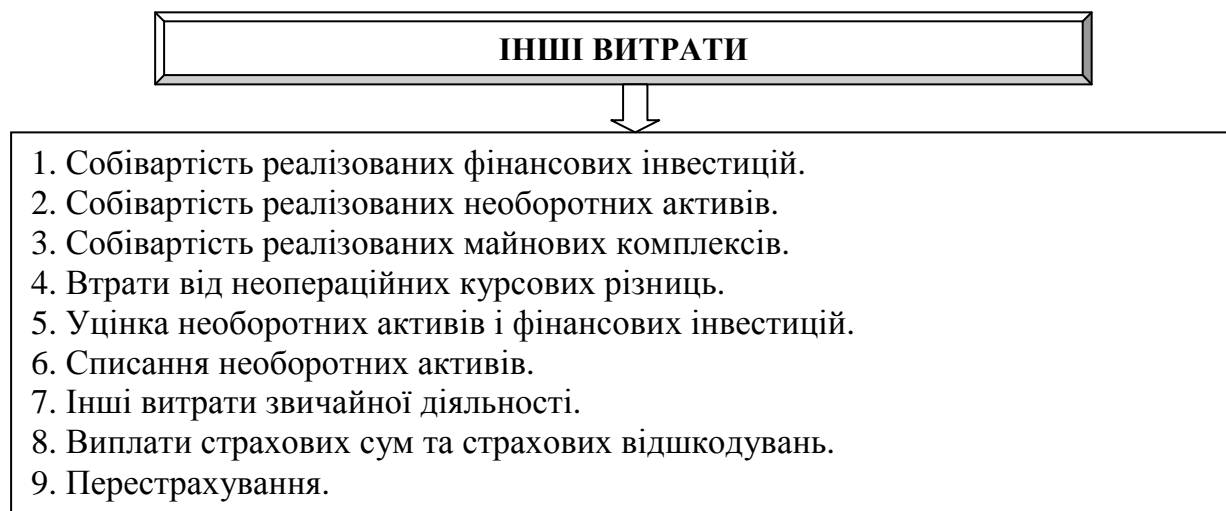 ІНШІ ВИТРАТИ
1. Собівартість реалізованих фінансових інвестицій.
2. Собівартість реалізованих необоротних активів.
3. Собівартість реалізованих майнових комплексів.
4. Втрати від неопераційних курсових різниць.
5. Уцінка необоротних активів і фінансових інвестицій.
6. Списання необоротних активів.
7. Інші витрати звичайної діяльності.
8. Виплати страхових сум та страхових відшкодувань.
9. Перестрахування.